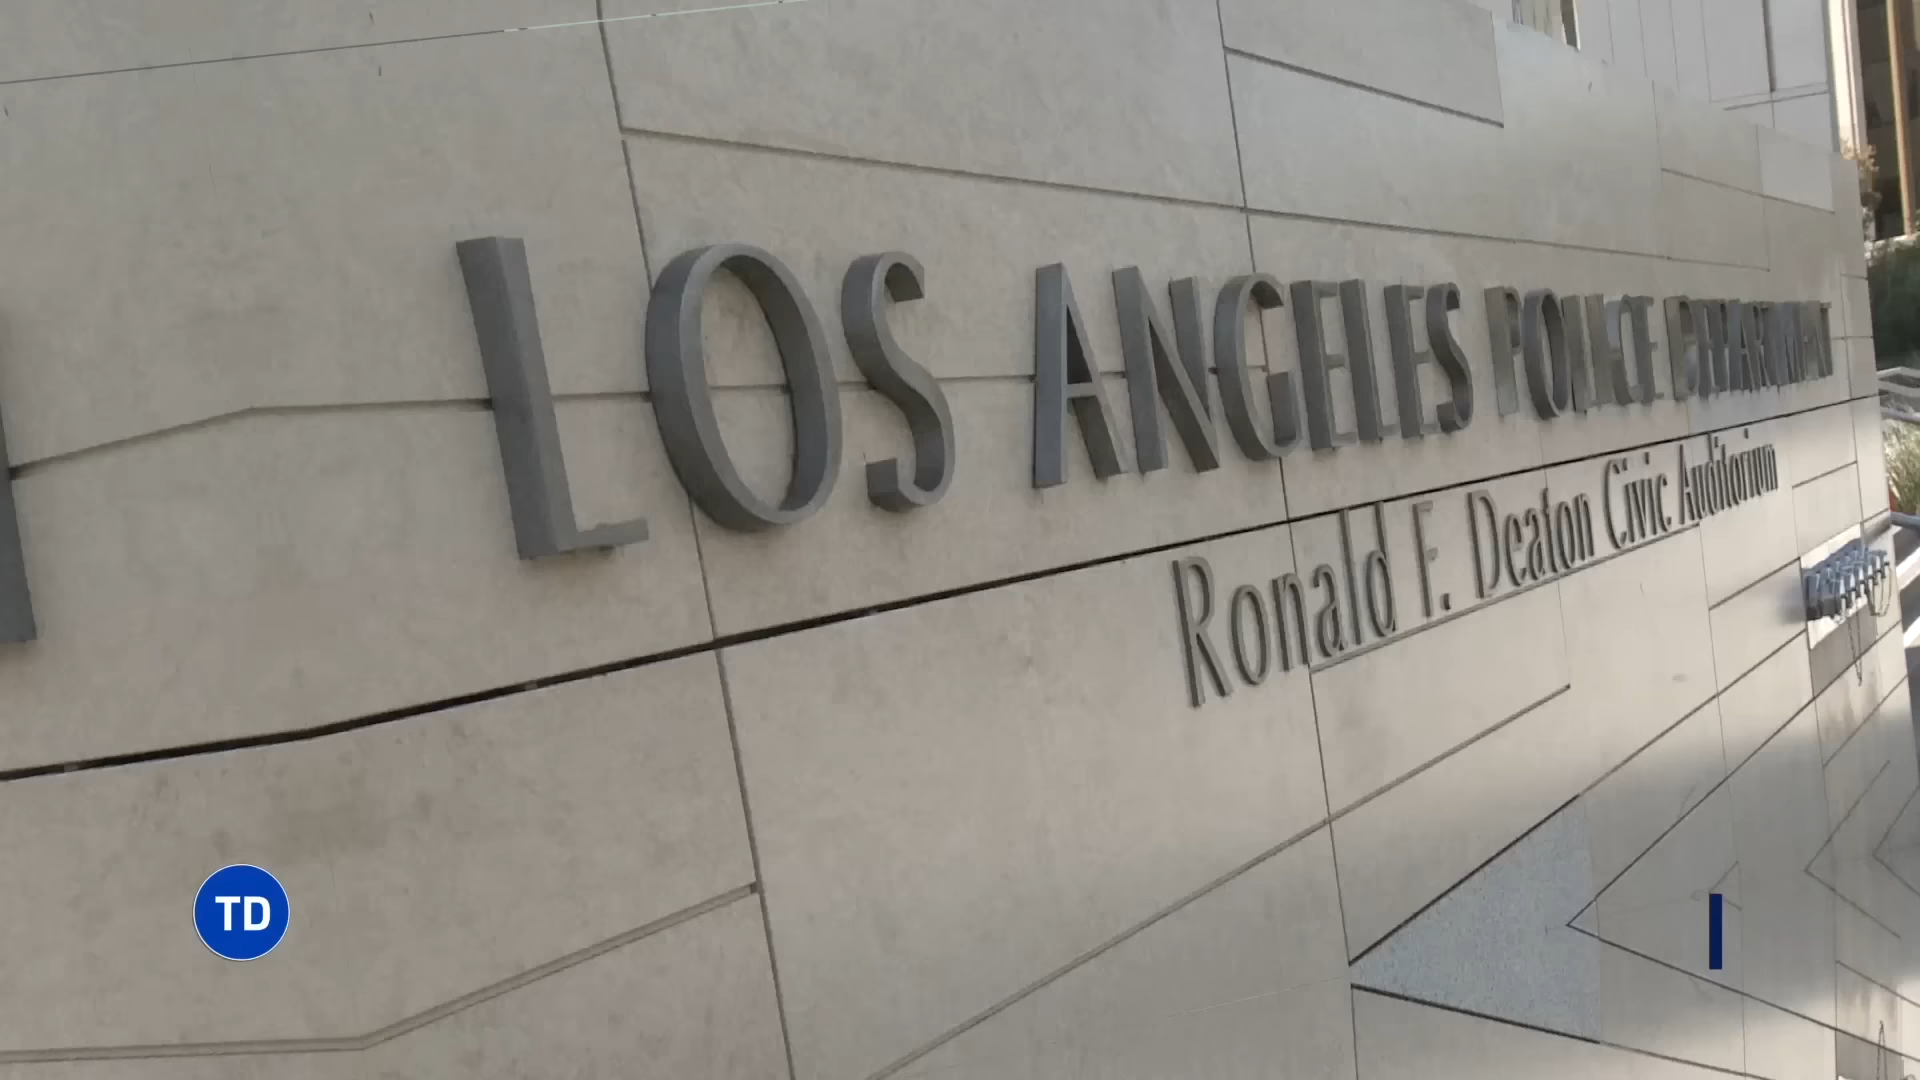 LOS ANGELES POLICE DEPARTMENT
Ronald F. Deaton Civic Auditorium
TD